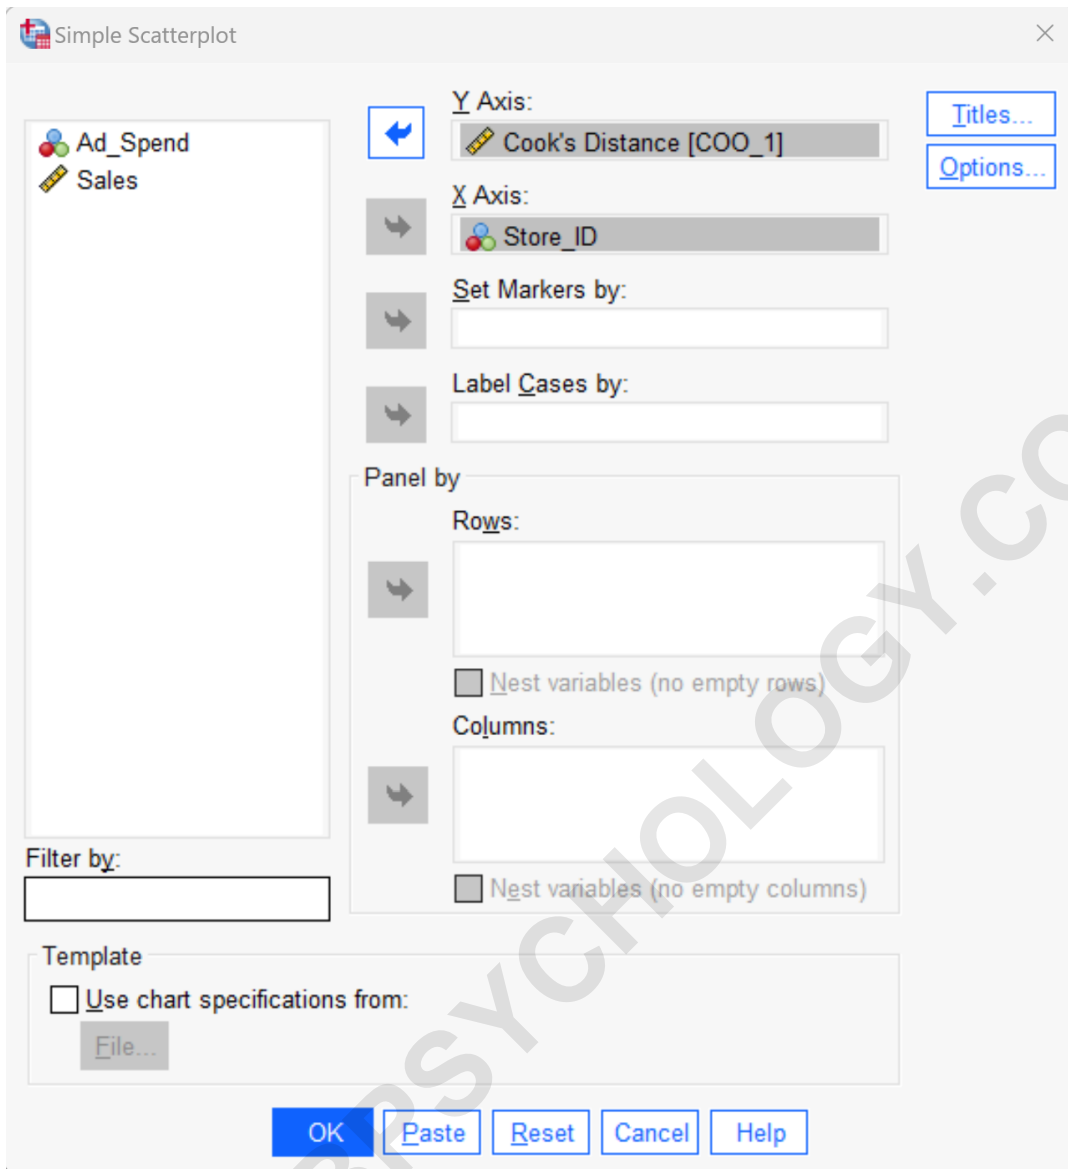 Simple Scatterplot
Ad_Spend
Sales
Y Axis:
Cook's Distance [COO_1]
X Axis:
Store_ID
Set Markers by:
Label Cases by:
Titles...
Options...
Panel by
Rows:
Nest variables (no empty rows)
Columns:
Nest variables (no empty columns)
Filter by:
Template
Use chart specifications from:
File...
OK
Paste
Reset
Cancel
Help